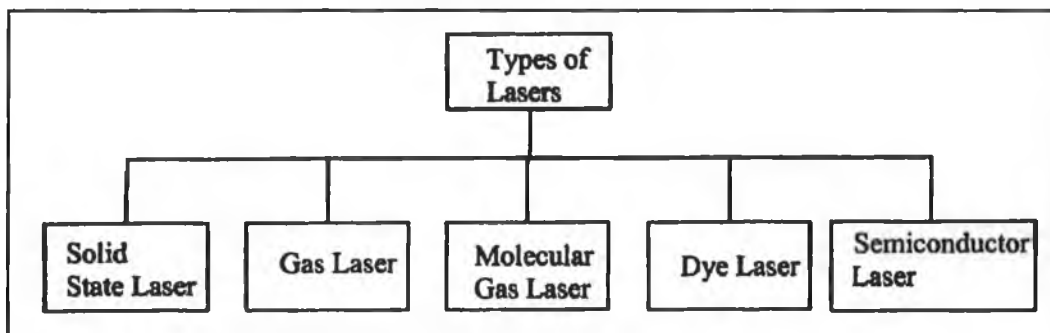 Types of
Lasers
Solid
State Laser
Gas Laser
Molecular
Gas Laser
Dye Laser
Semiconductor
Laser